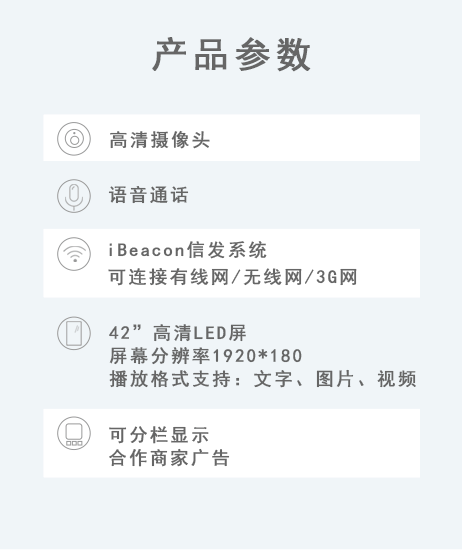 产品参数
高清摄像头
语音通话
iBeacon信发系统
可连接有线网/无线网/3G网
42”高清LED屏
屏幕分辨率1920*180
播放格式支持：文字、图片、视频
可分栏显示
合作商家广告